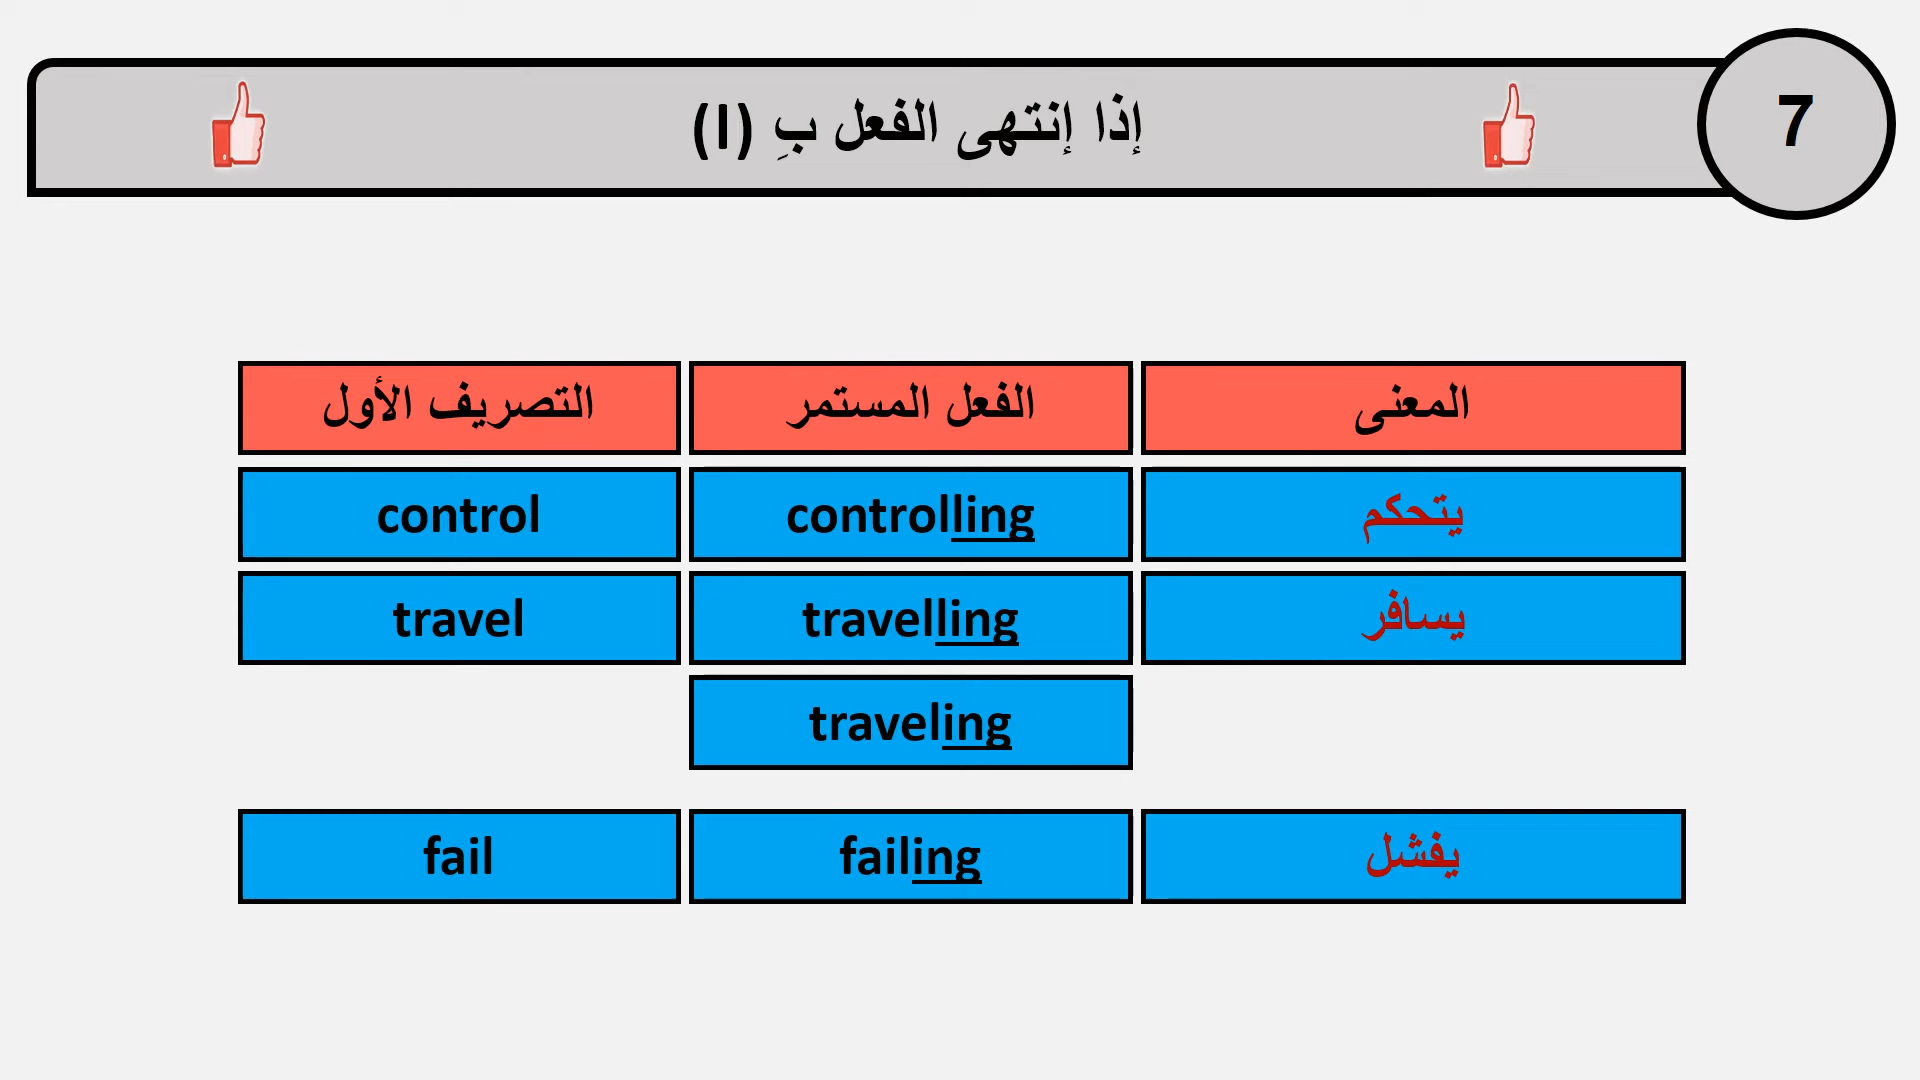 7
إذا إنتهى الفعل بِ (l)
التصريف الأول
الفعل المستمر
المعنى
control
controlling
يتحكم
travel
travelling
يسافر
traveling
fail
failing
يفشل